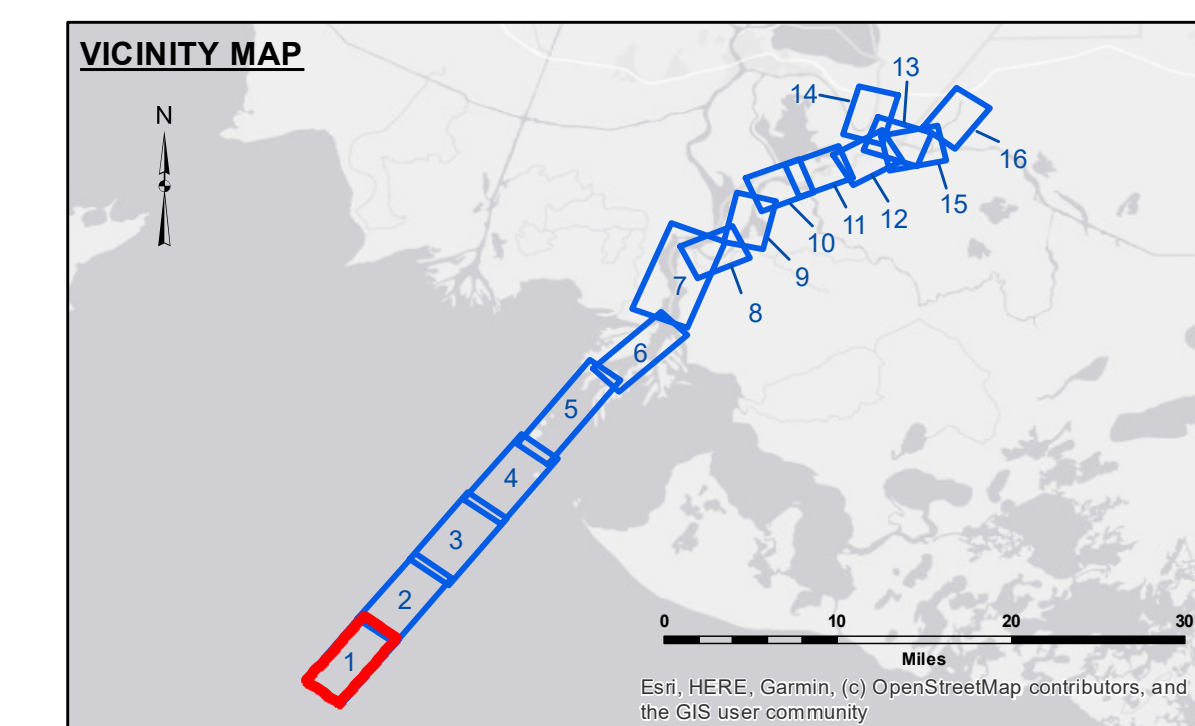 VICINITY MAP
N
13
14
16
15
12
11
10
9
8
7
6
5
4
3
2
1
0 10 20 30
Miles
Esri, HERE, Garmin, (c) OpenStreetMap contributors, and
the GIS user community